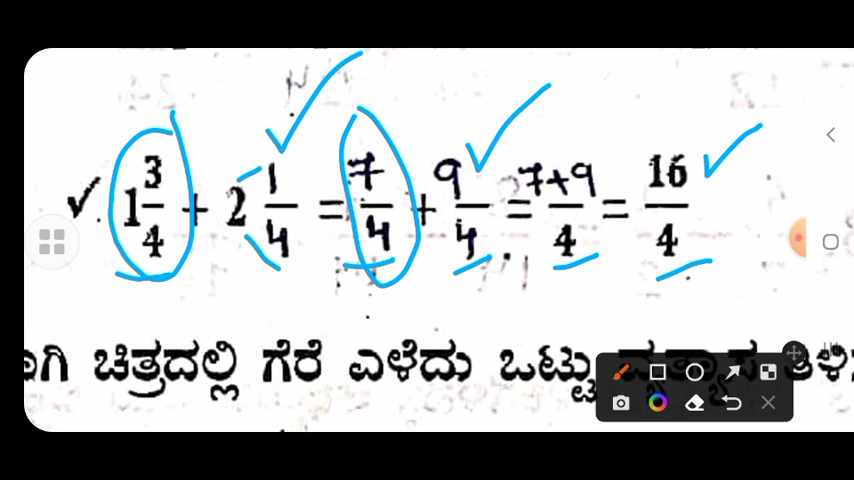 1 3/4 + 2 1/4 = 7/4 + 9/4 = 7+9/4 = 16/4
ಚಿತ್ರದಲ್ಲಿ ಗೆರೆ ಎಳೆದು ಒಟ್ಟು